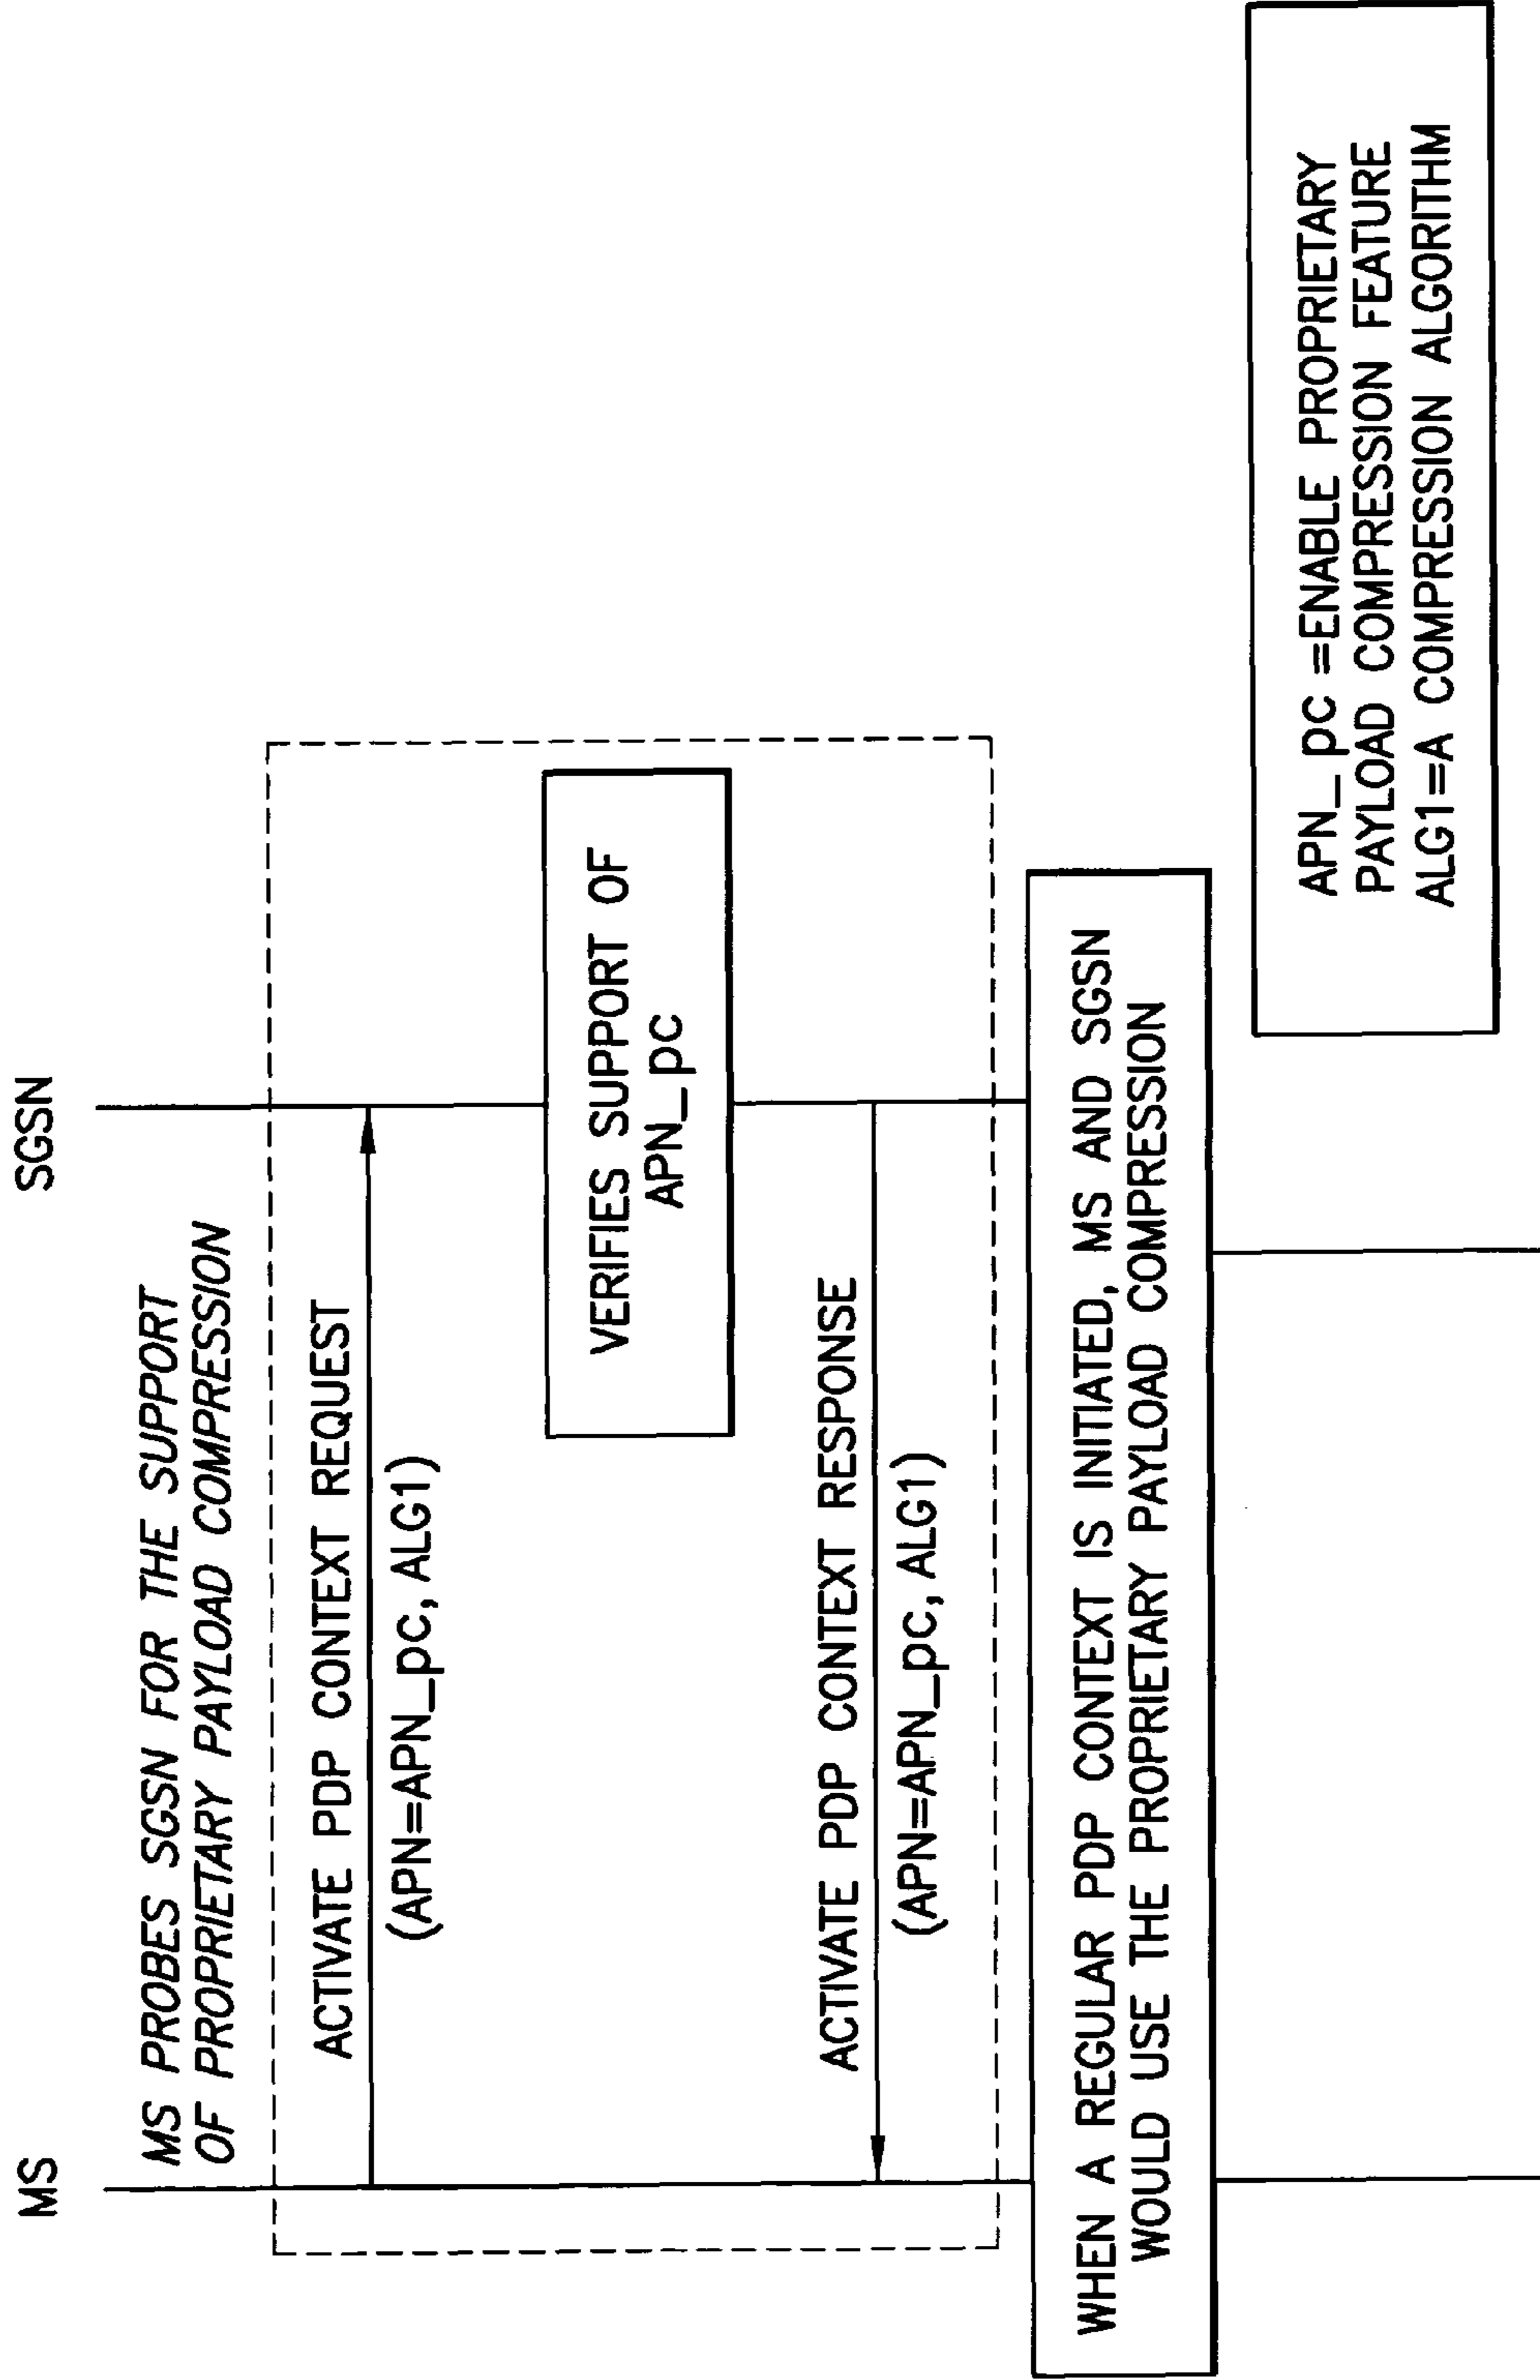 MS
SGSN
MS PROBES SGSN FOR THE SUPPORT
OF PROPRIETARY PAYLOAD COMPRESSION
ACTIVATE PDP CONTEXT REQUEST
(APN=APN_pc, ALG1)
VERIFIES SUPPORT OF
APN_pc
ACTIVATE PDP CONTEXT RESPONSE
(APN=APN_pc, ALG1)
WHEN A REGULAR PDP CONTEXT IS INITIATED, MS AND SGSN
WOULD USE THE PROPRIETARY PAYLOAD COMPRESSION
APN_pc =ENABLE PROPRIETARY
PAYLOAD COMPRESSION FEATURE
ALG1=A COMPRESSION ALGORITHM